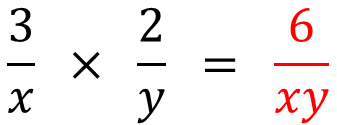 3/x × 2/y = 6/xy